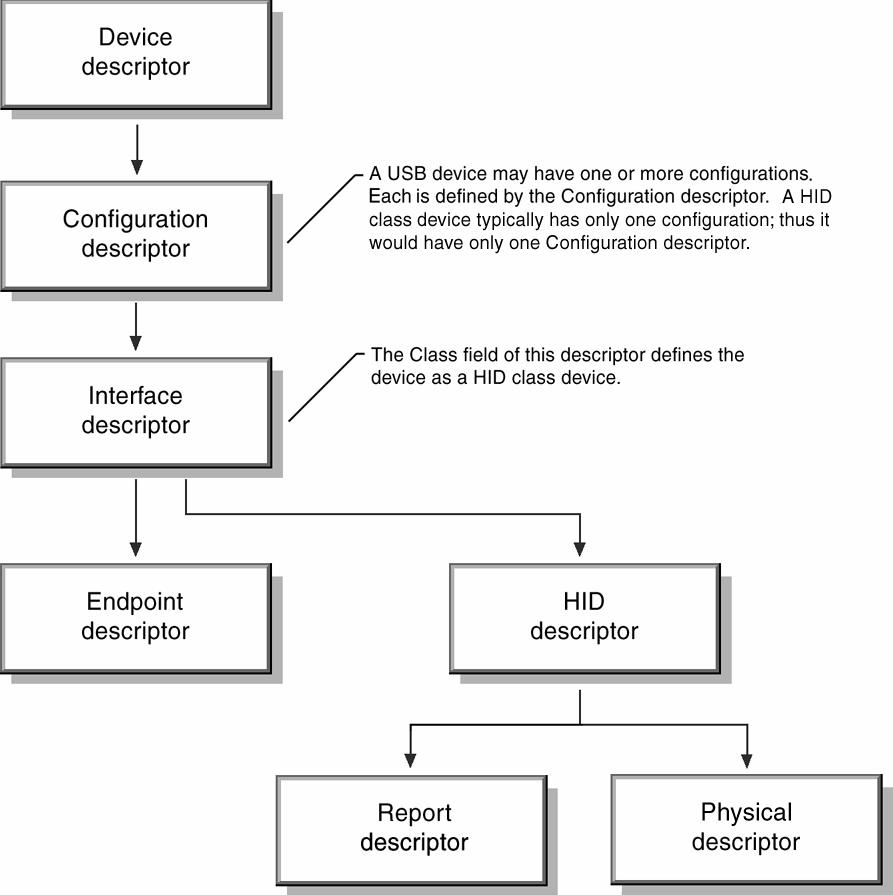 Device
descriptor
Configuration
descriptor
A USB device may have one or more configurations.
Each is defined by the Configuration descriptor. A HID
class device typically has only one configuration; thus it
would have only one Configuration descriptor.
Interface
descriptor
The Class field of this descriptor defines the
device as a HID class device.
Endpoint
descriptor
HID
descriptor
Report
descriptor
Physical
descriptor